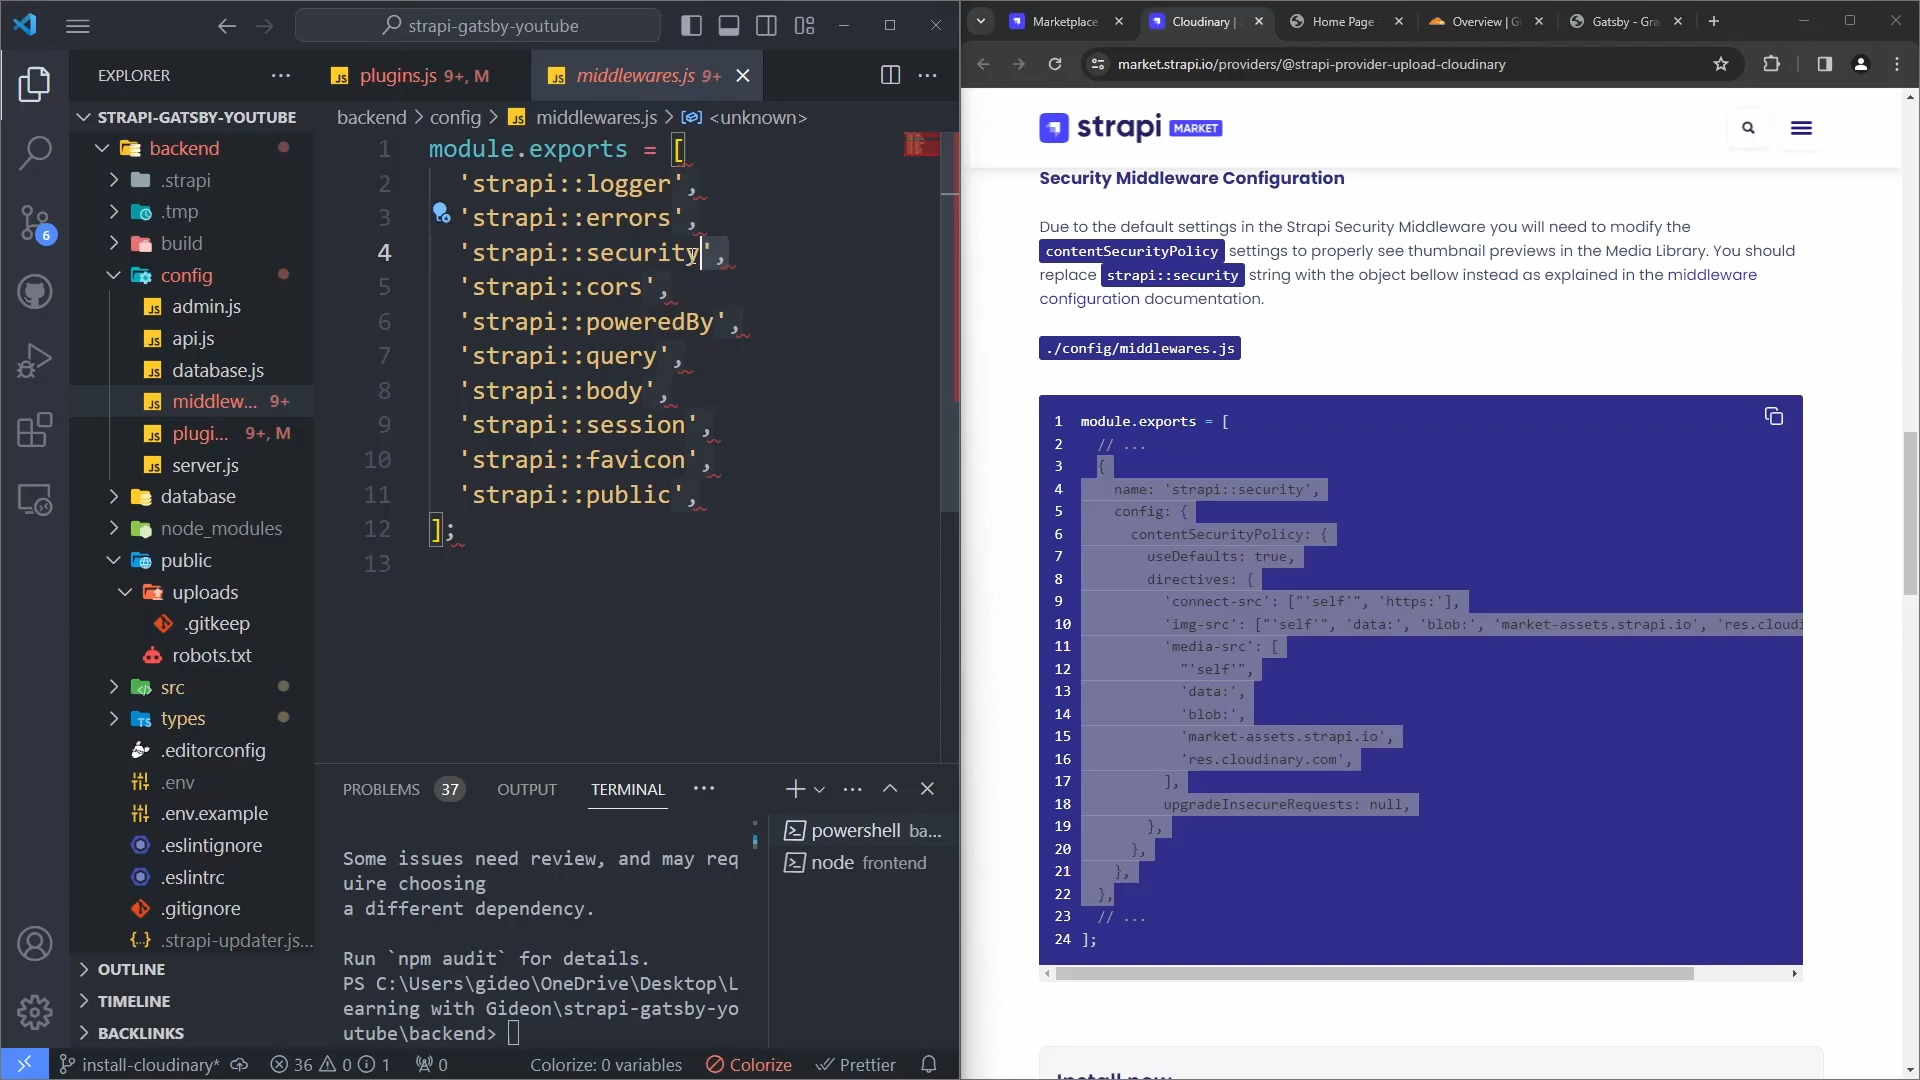 strapi-gatsby-youtube
EXPLORER
STRAPI-GATSBY-YOUTUBE
backend
.strapi
.tmp
build
config
admin.js
api.js
database.js
middlew... 9+
plugi... 9+, M
server.js
database
node_modules
public
uploads
.gitkeep
robots.txt
src
types
.editorconfig
.env
.env.example
.eslintignore
.eslintrc
.gitignore
.strapi-updater.js...
OUTLINE
TIMELINE
BACKLINKS
6
plugins.js 9+, M
middlewares.js 9+
backend > config > middlewares.js > <unknown>
1 module.exports = [
2 'strapi::logger',
3 'strapi::errors',
4 'strapi::security',
5 'strapi::cors',
6 'strapi::poweredBy',
7 'strapi::query',
8 'strapi::body',
9 'strapi::session',
10 'strapi::favicon',
11 'strapi::public',
12 ];
13
PROBLEMS 37 OUTPUT TERMINAL
Some issues need review, and may req
uire choosing
a different dependency.
Run `npm audit` for details.
PS C:\Users\gideo\OneDrive\Desktop\L
earning with Gideon\strapi-gatsby-yo
utube\backend>
powershell ba...
node frontend
install-cloudinary* 36 0 1 0 Colorize: 0 variables Colorize Prettier
Marketplace
Cloudinary |
Home Page
Overview | G
Gatsby - Gra
market.strapi.io/providers/@strapi-provider-upload-cloudinary
strapi MARKET
Security Middleware Configuration
Due to the default settings in the Strapi Security Middleware you will need to modify the
contentSecurityPolicy settings to properly see thumbnail previews in the Media Library. You should
replace strapi::security string with the object bellow instead as explained in the middleware
configuration documentation.
./config/middlewares.js
1 module.exports = [
2 // ...
3 {
4 name: 'strapi::security',
5 config: {
6 contentSecurityPolicy: {
7 useDefaults: true,
8 directives: {
9 'connect-src': ["'self'", 'https:'],
10 'img-src': ["'self'", 'data:', 'blob:', 'market-assets.strapi.io', 'res.cloudi
11 'media-src': [
12 "'self'",
13 'data:',
14 'blob:',
15 'market-assets.strapi.io',
16 'res.cloudinary.com',
17 ],
18 upgradeInsecureRequests: null,
19 },
20 },
21 },
22 },
23 // ...
24 ];
Install now